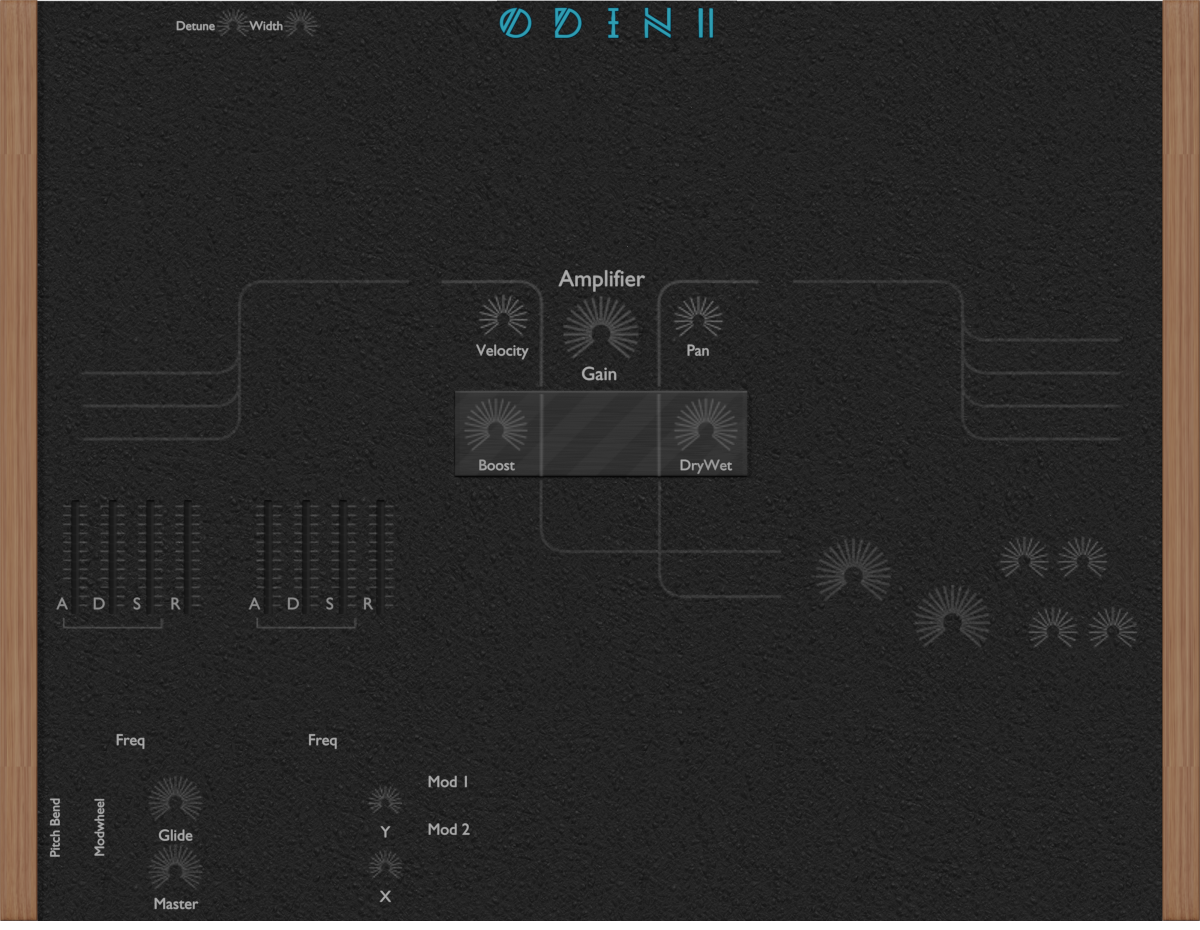 Detune Width
ODIN II
Amplifier
Velocity
Pan
Gain
Boost
DryWet
A D S R
A D S R
Freq
Freq
Pitch Bend
Modwheel
Glide
Master
Y
X
Mod 1
Mod 2